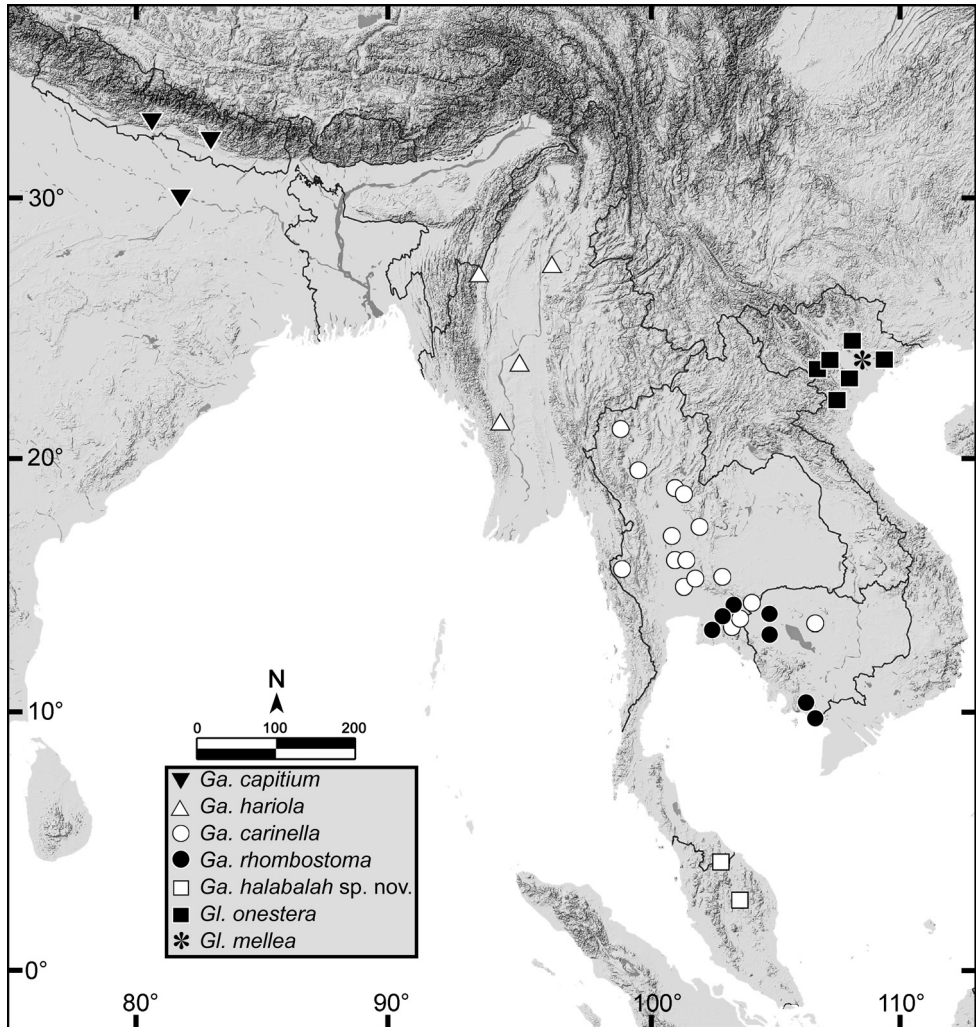 30°
20°
10°
0°
N
0 100 200
Ga. capitium
Ga. hariola
Ga. carinella
Ga. rhombostoma
Ga. halabalah sp. nov.
Gl. onestera
Gl. mellea
80° 90° 100° 110°